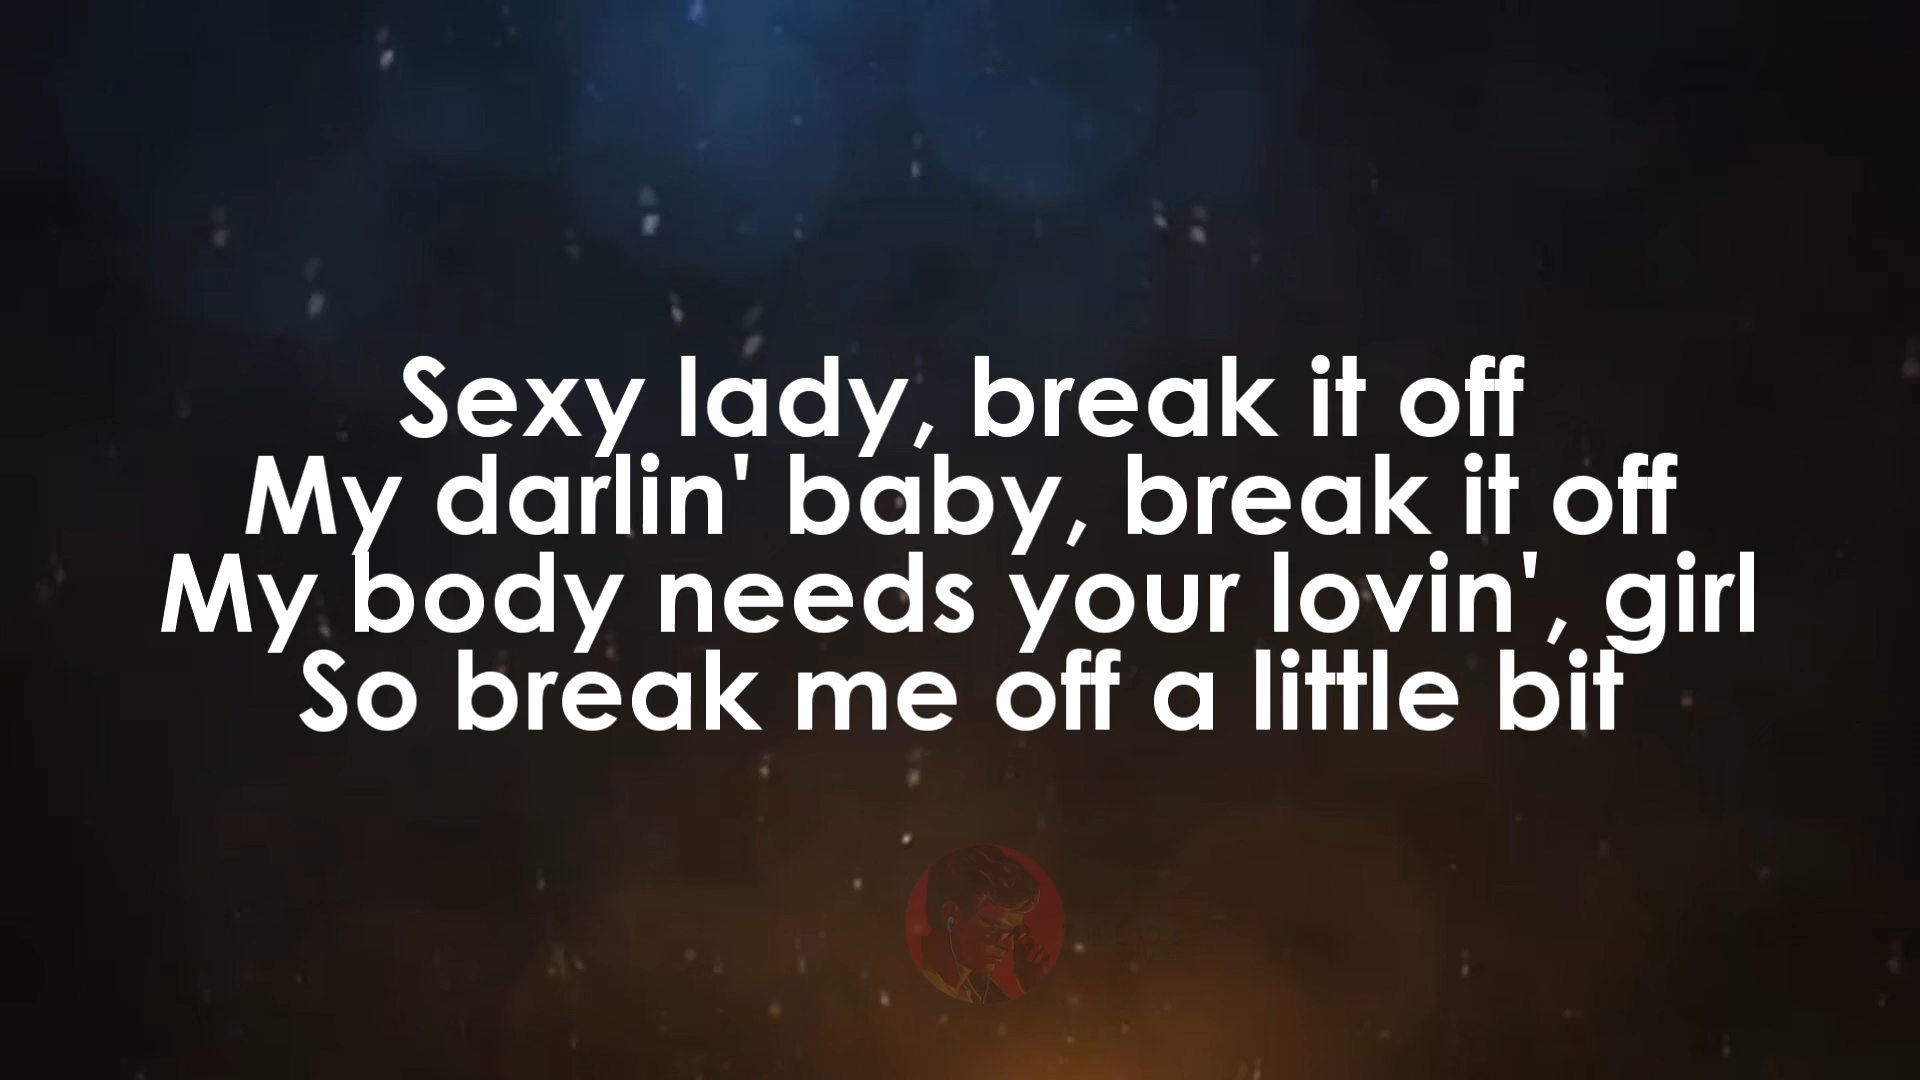 Sexy lady, break it off
My darlin' baby, break it off
My body needs your lovin', girl
So break me off a little bit